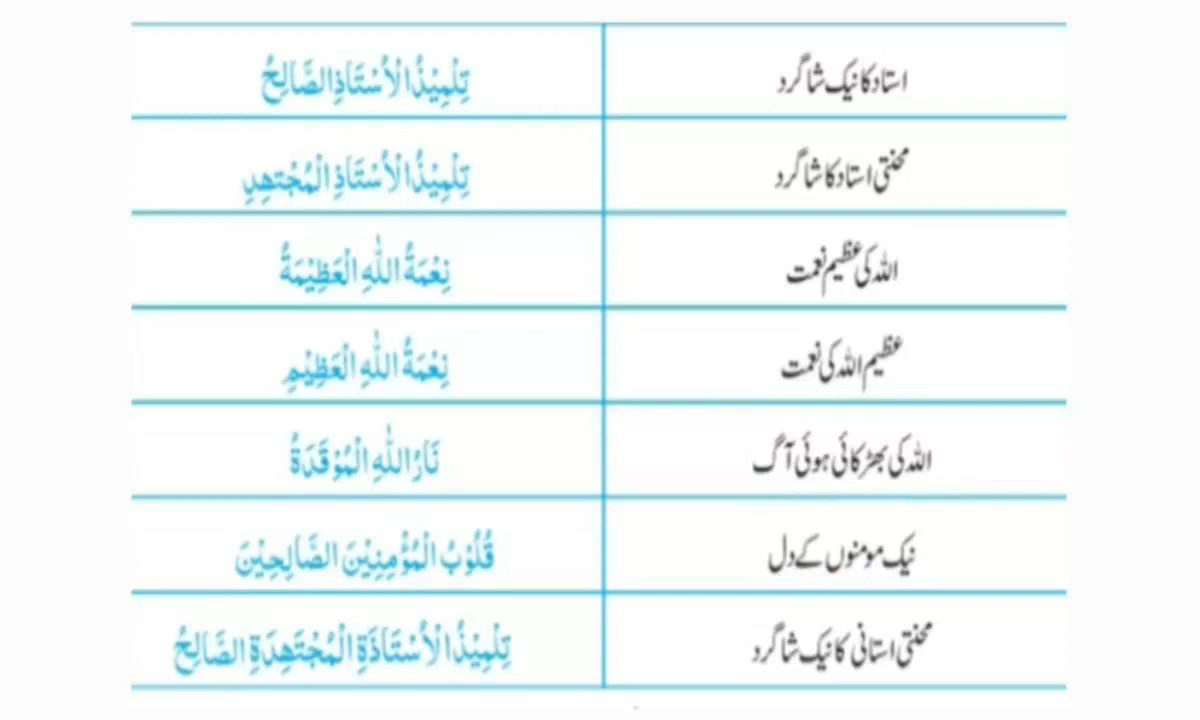 استاد کا نیک شاگرد	تِلْمِيْذُ الْأُسْتَاذِ الصَّالِحُ
محنتی استاد کا شاگرد	تِلْمِيْذُ الْأُسْتَاذِ الْمُجْتَهِدِ
اللہ کی عظیم نعمت	نِعْمَةُ اللّٰهِ الْعَظِيْمَةُ
عظیم اللہ کی نعمت	نِعْمَةُ اللّٰهِ الْعَظِيْمِ
اللہ کی بھڑکائی ہوئی آگ	نَارُ اللّٰهِ الْمُوْقَدَةُ
نیک مومنوں کے دل	قُلُوْبُ الْمُؤْمِنِيْنَ الصَّالِحِيْنَ
محنتی استانی کا نیک شاگرد	تِلْمِيْذُ الْأُسْتَاذَةِ الْمُجْتَهِدَةِ الصَّالِحُ